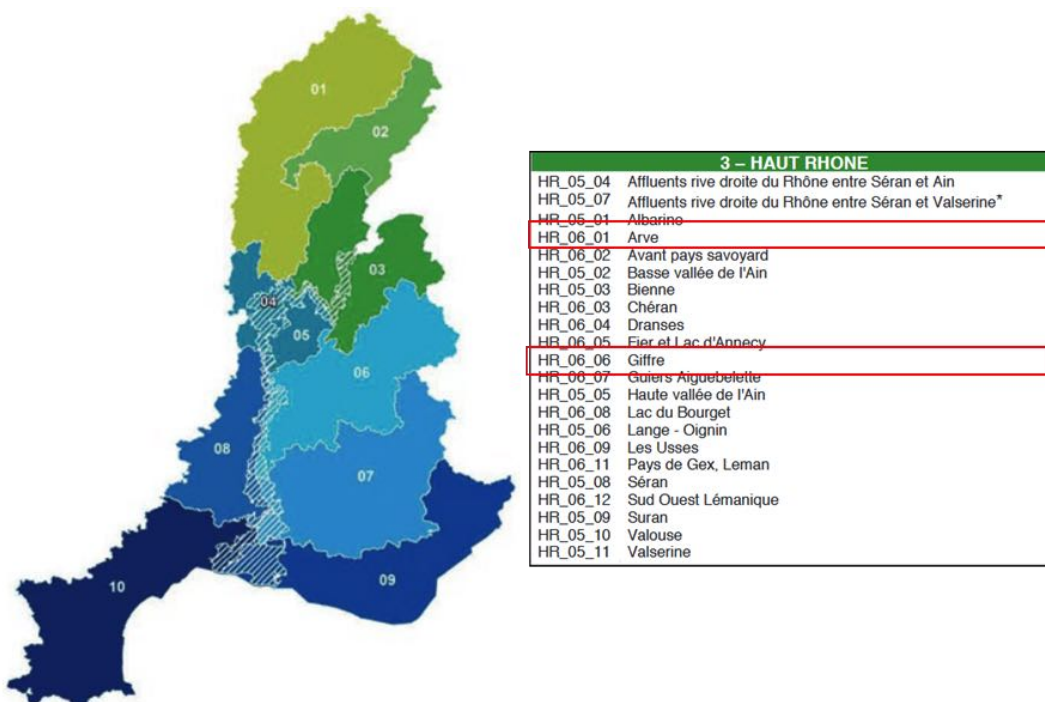 01
02
03
04
05
06
08
07
09
10
3 – HAUT RHONE
HR_05_04 Affluents rive droite du Rhône entre Séran et Ain
HR_05_07 Affluents rive droite du Rhône entre Séran et Valserine*
HR_05_01 Albarine
HR_06_01 Arve
HR_06_02 Avant pays savoyard
HR_05_02 Basse vallée de l'Ain
HR_05_03 Bienne
HR_06_03 Chéran
HR_06_04 Dranses
HR_06_05 Fier et Lac d'Annecy
HR_06_06 Giffre
HR_06_07 Guiers Aiguebelette
HR_05_05 Haute vallée de l'Ain
HR_06_08 Lac du Bourget
HR_05_06 Lange - Oignin
HR_06_09 Les Usses
HR_06_11 Pays de Gex, Leman
HR_05_08 Séran
HR_06_12 Sud Ouest Lémanique
HR_05_09 Suran
HR_05_10 Valouse
HR_05_11 Valserine